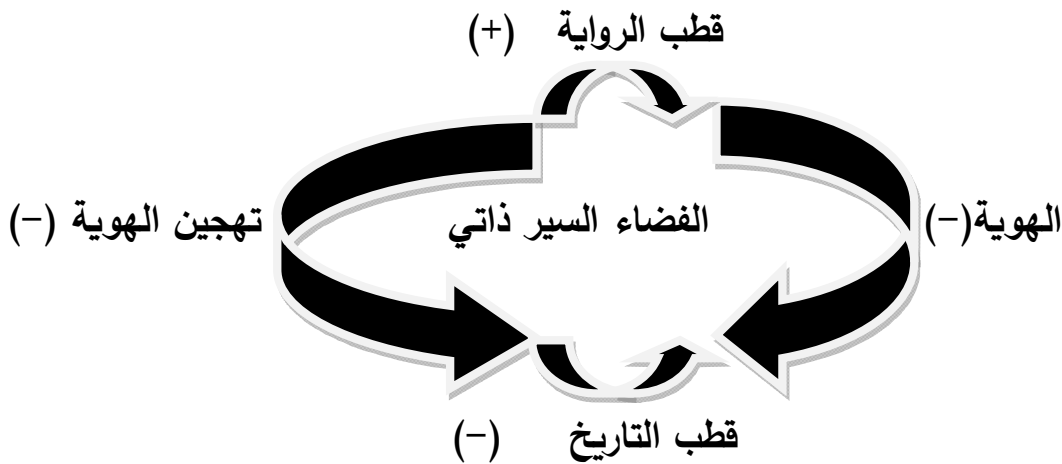 قطب الرواية (+)
الهوية(-)
الفضاء السير ذاتي
تهجين الهوية (-)
قطب التاريخ (-)